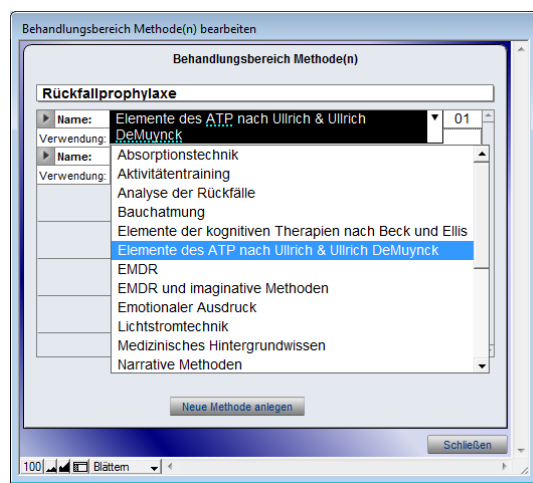 Behandlungsbereich Methode(n) bearbeiten
Behandlungsbereich Methode(n)
Rückfallprophylaxe
Name: Elemente des ATP nach Ullrich & Ullrich 01
Verwendung: DeMuynck
Name: Absorptionstechnik
Verwendung: Aktivitätentraining
Analyse der Rückfälle
Bauchatmung
Elemente der kognitiven Therapien nach Beck und Ellis
Elemente des ATP nach Ullrich & Ullrich DeMuynck
EMDR
EMDR und imaginative Methoden
Emotionaler Ausdruck
Lichtstromtechnik
Medizinisches Hintergrundwissen
Narrative Methoden
Neue Methode anlegen
Schließen
100 Blättern